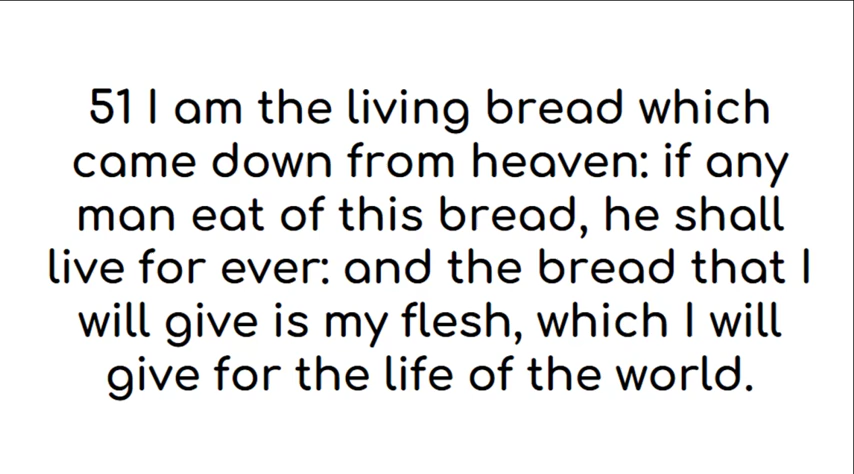 51 I am the living bread which
came down from heaven: if any
man eat of this bread, he shall
live for ever: and the bread that I
will give is my flesh, which I will
give for the life of the world.